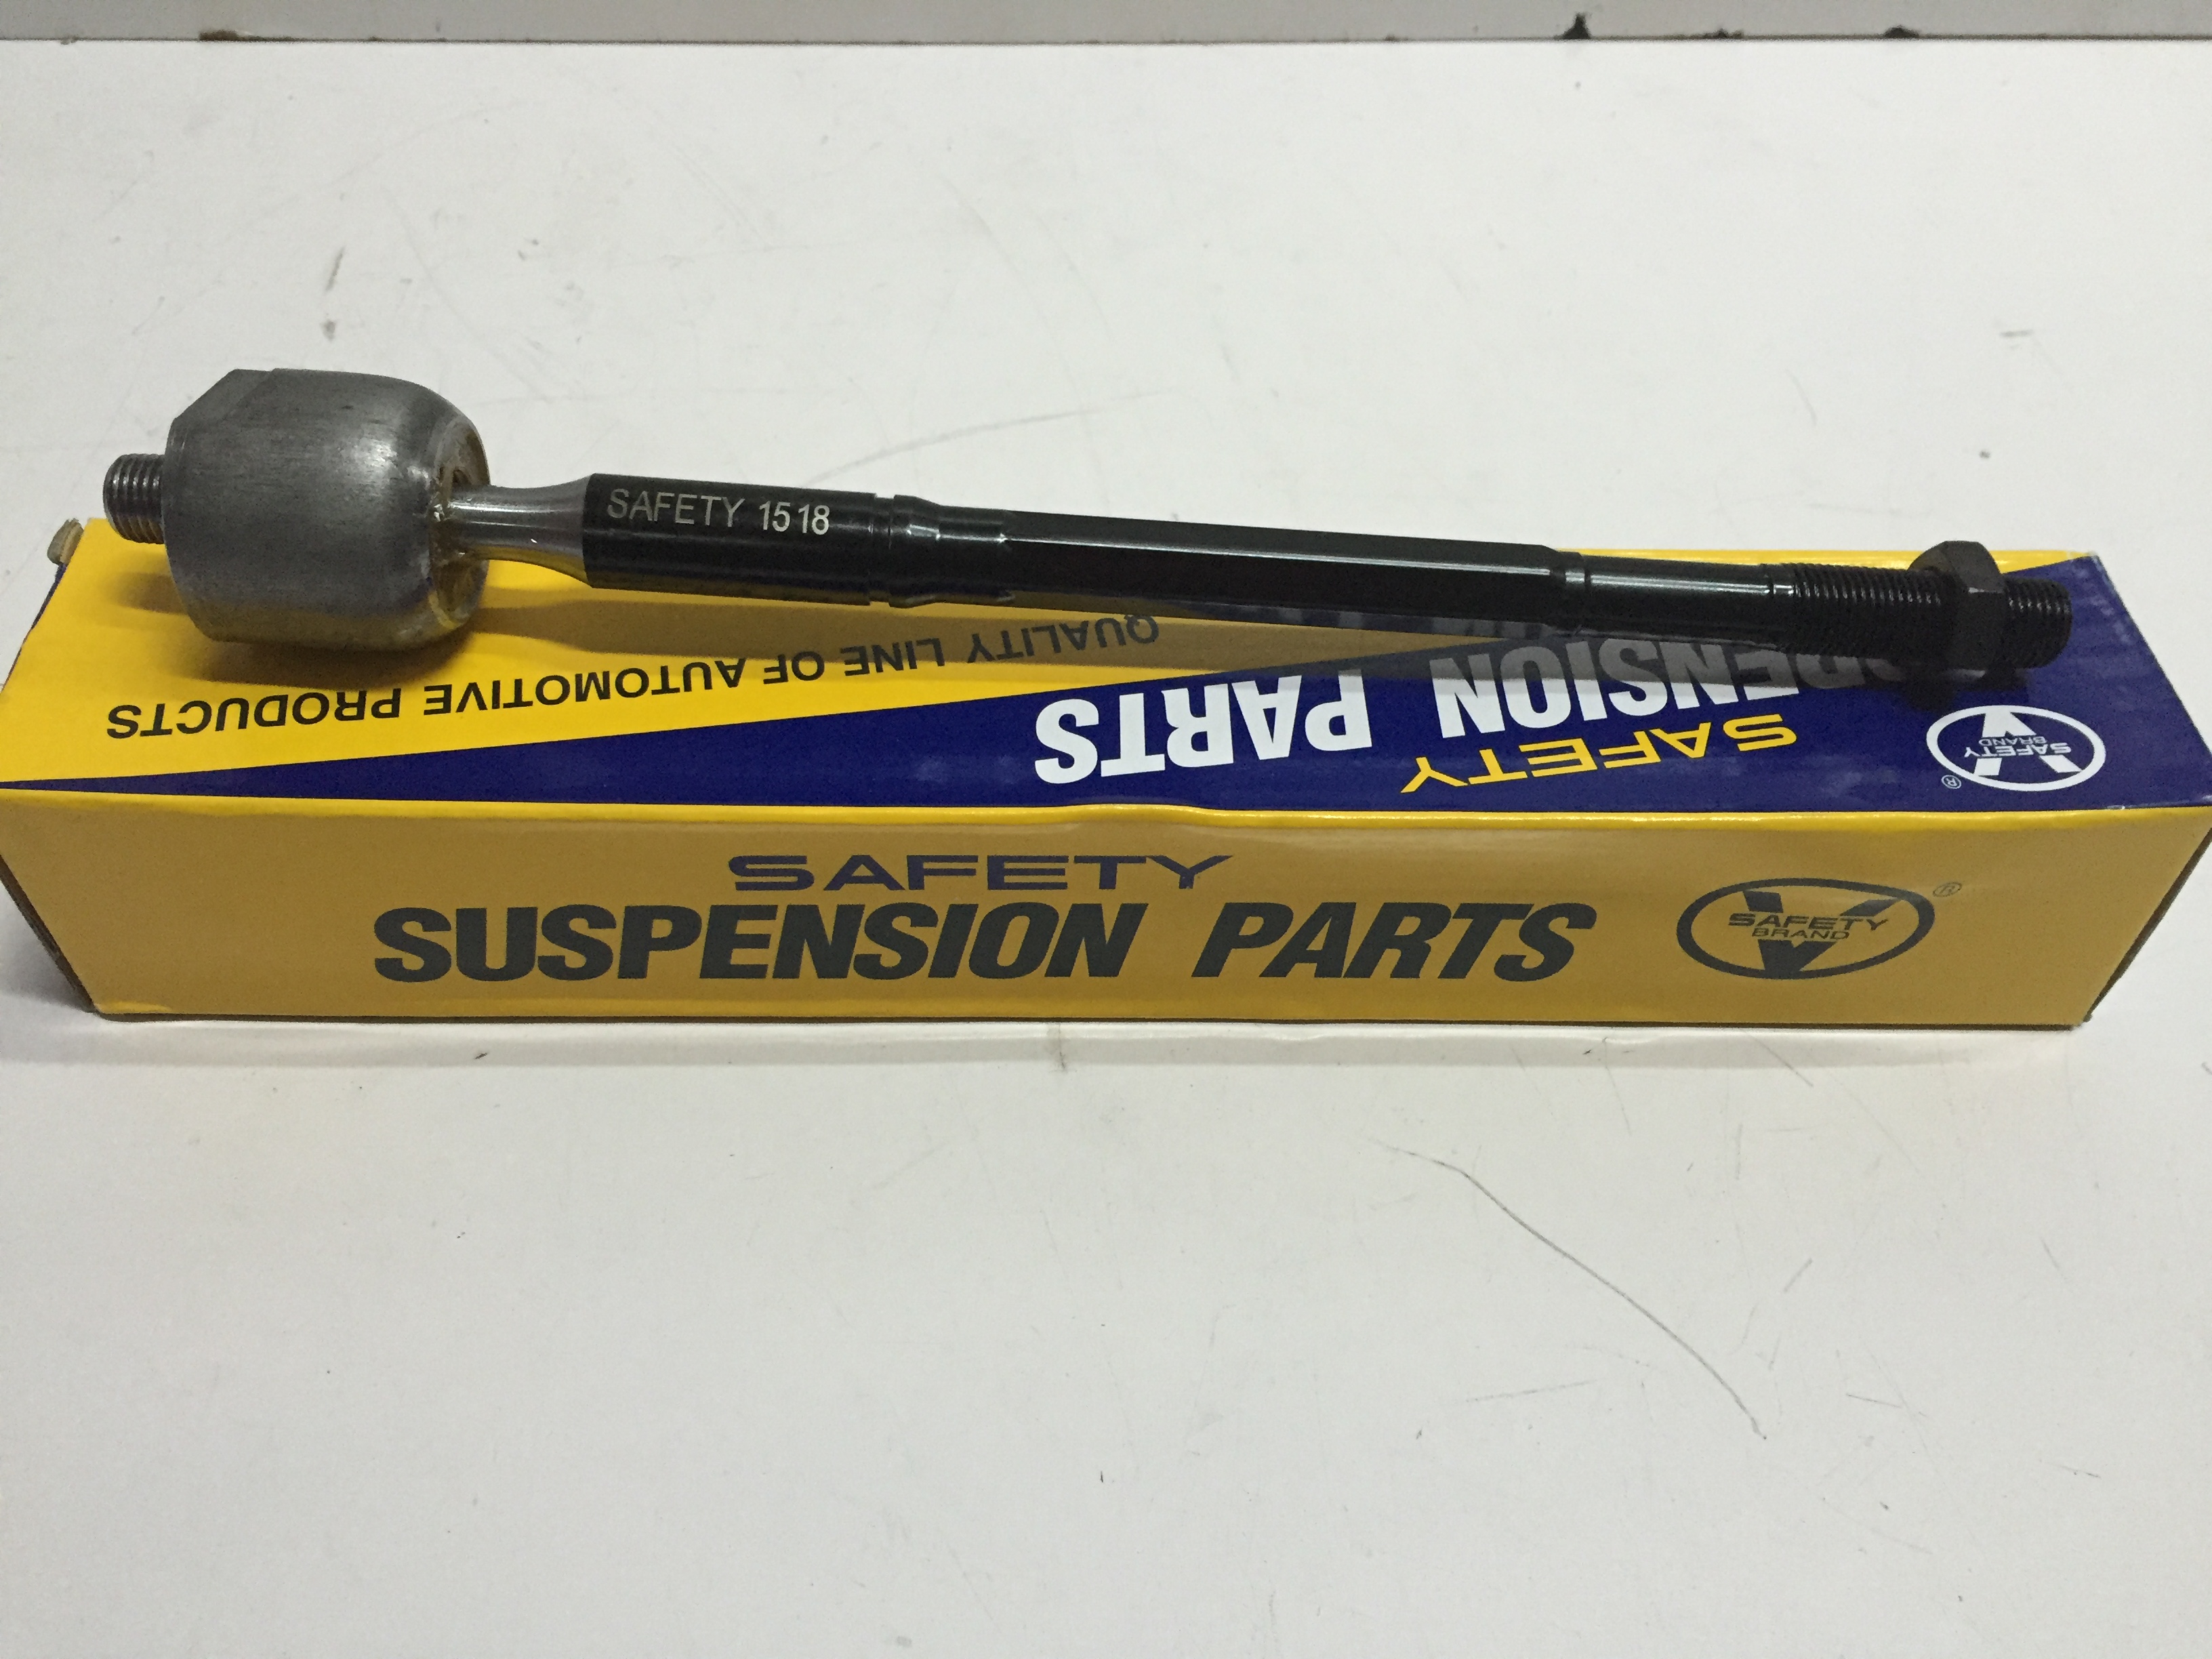 SAFETY 1518
QUALITY LINE OF AUTOMOTIVE PRODUCTS
SAFETY
SUSPENSION PARTS
SAFETY
BRAND
®
SAFETY
SUSPENSION PARTS
SAFETY
BRAND
®